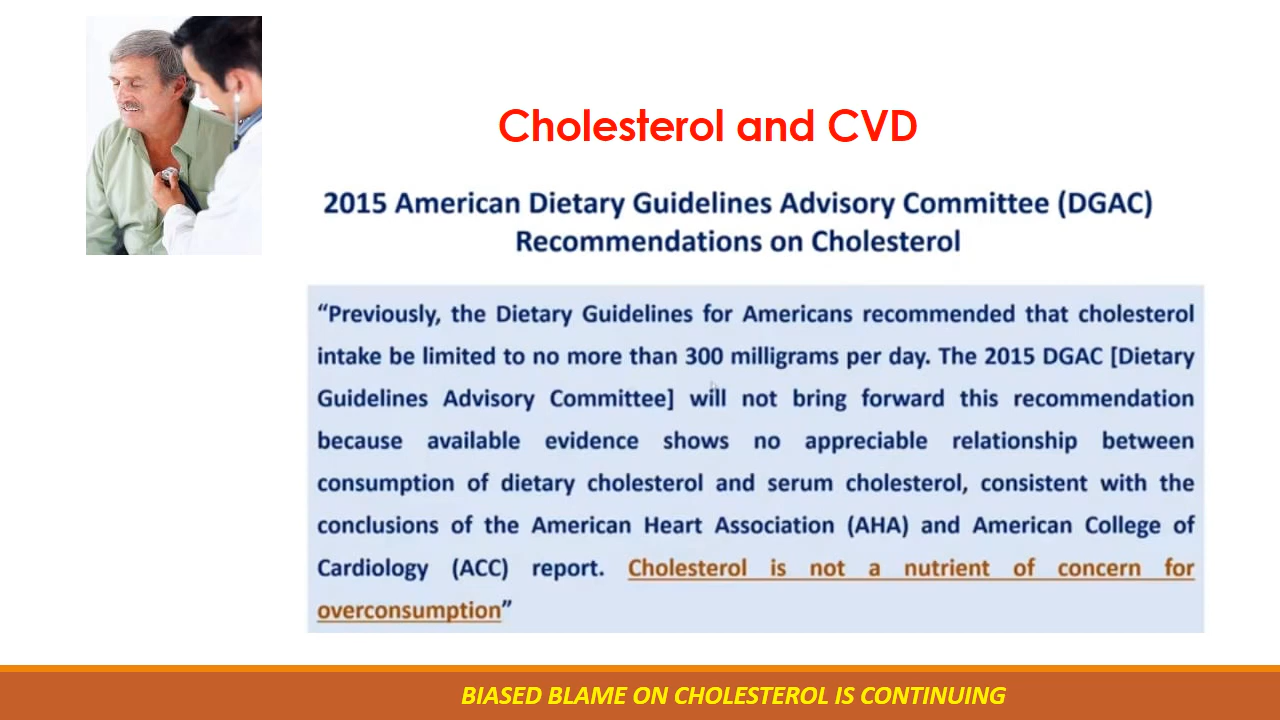 Cholesterol and CVD
2015 American Dietary Guidelines Advisory Committee (DGAC)
Recommendations on Cholesterol
“Previously, the Dietary Guidelines for Americans recommended that cholesterol
intake be limited to no more than 300 milligrams per day. The 2015 DGAC [Dietary
Guidelines Advisory Committee] will not bring forward this recommendation
because available evidence shows no appreciable relationship between
consumption of dietary cholesterol and serum cholesterol, consistent with the
conclusions of the American Heart Association (AHA) and American College of
Cardiology (ACC) report. Cholesterol is not a nutrient of concern for
overconsumption”
BIASED BLAME ON CHOLESTEROL IS CONTINUING